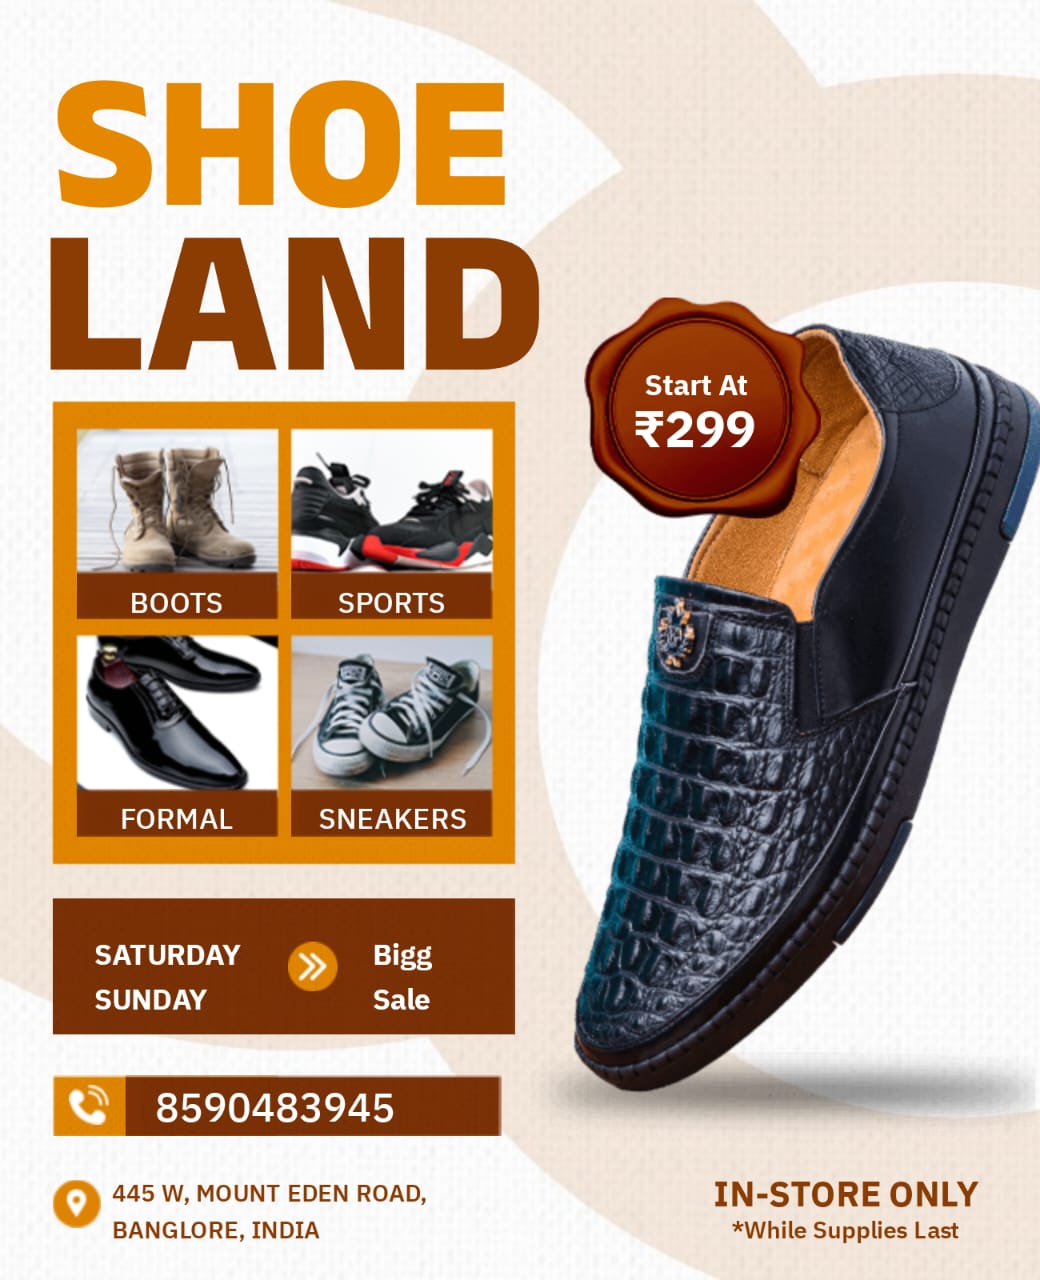 SHOE
LAND
Start At
₹299
BOOTS
SPORTS
FORMAL
SNEAKERS
SATURDAY
SUNDAY
Bigg
Sale
8590483945
445 W, MOUNT EDEN ROAD,
BANGLORE, INDIA
IN-STORE ONLY
*While Supplies Last